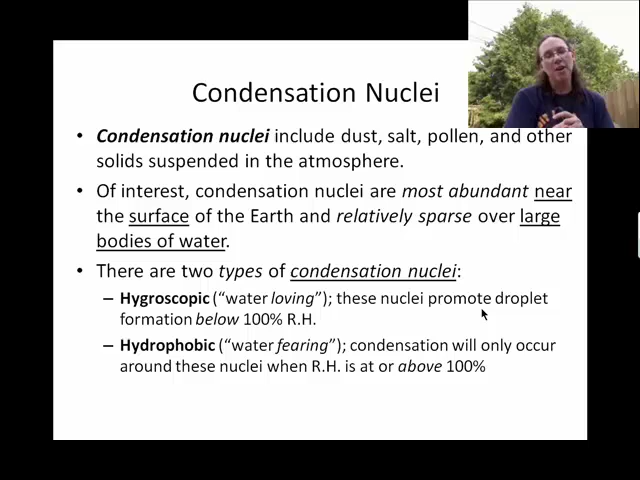 Condensation Nuclei
• Condensation nuclei include dust, salt, pollen, and other
solids suspended in the atmosphere.
• Of interest, condensation nuclei are most abundant near
the surface of the Earth and relatively sparse over large
bodies of water.
• There are two types of condensation nuclei:
– Hygroscopic (“water loving”); these nuclei promote droplet
formation below 100% R.H.
– Hydrophobic (“water fearing”); condensation will only occur
around these nuclei when R.H. is at or above 100%